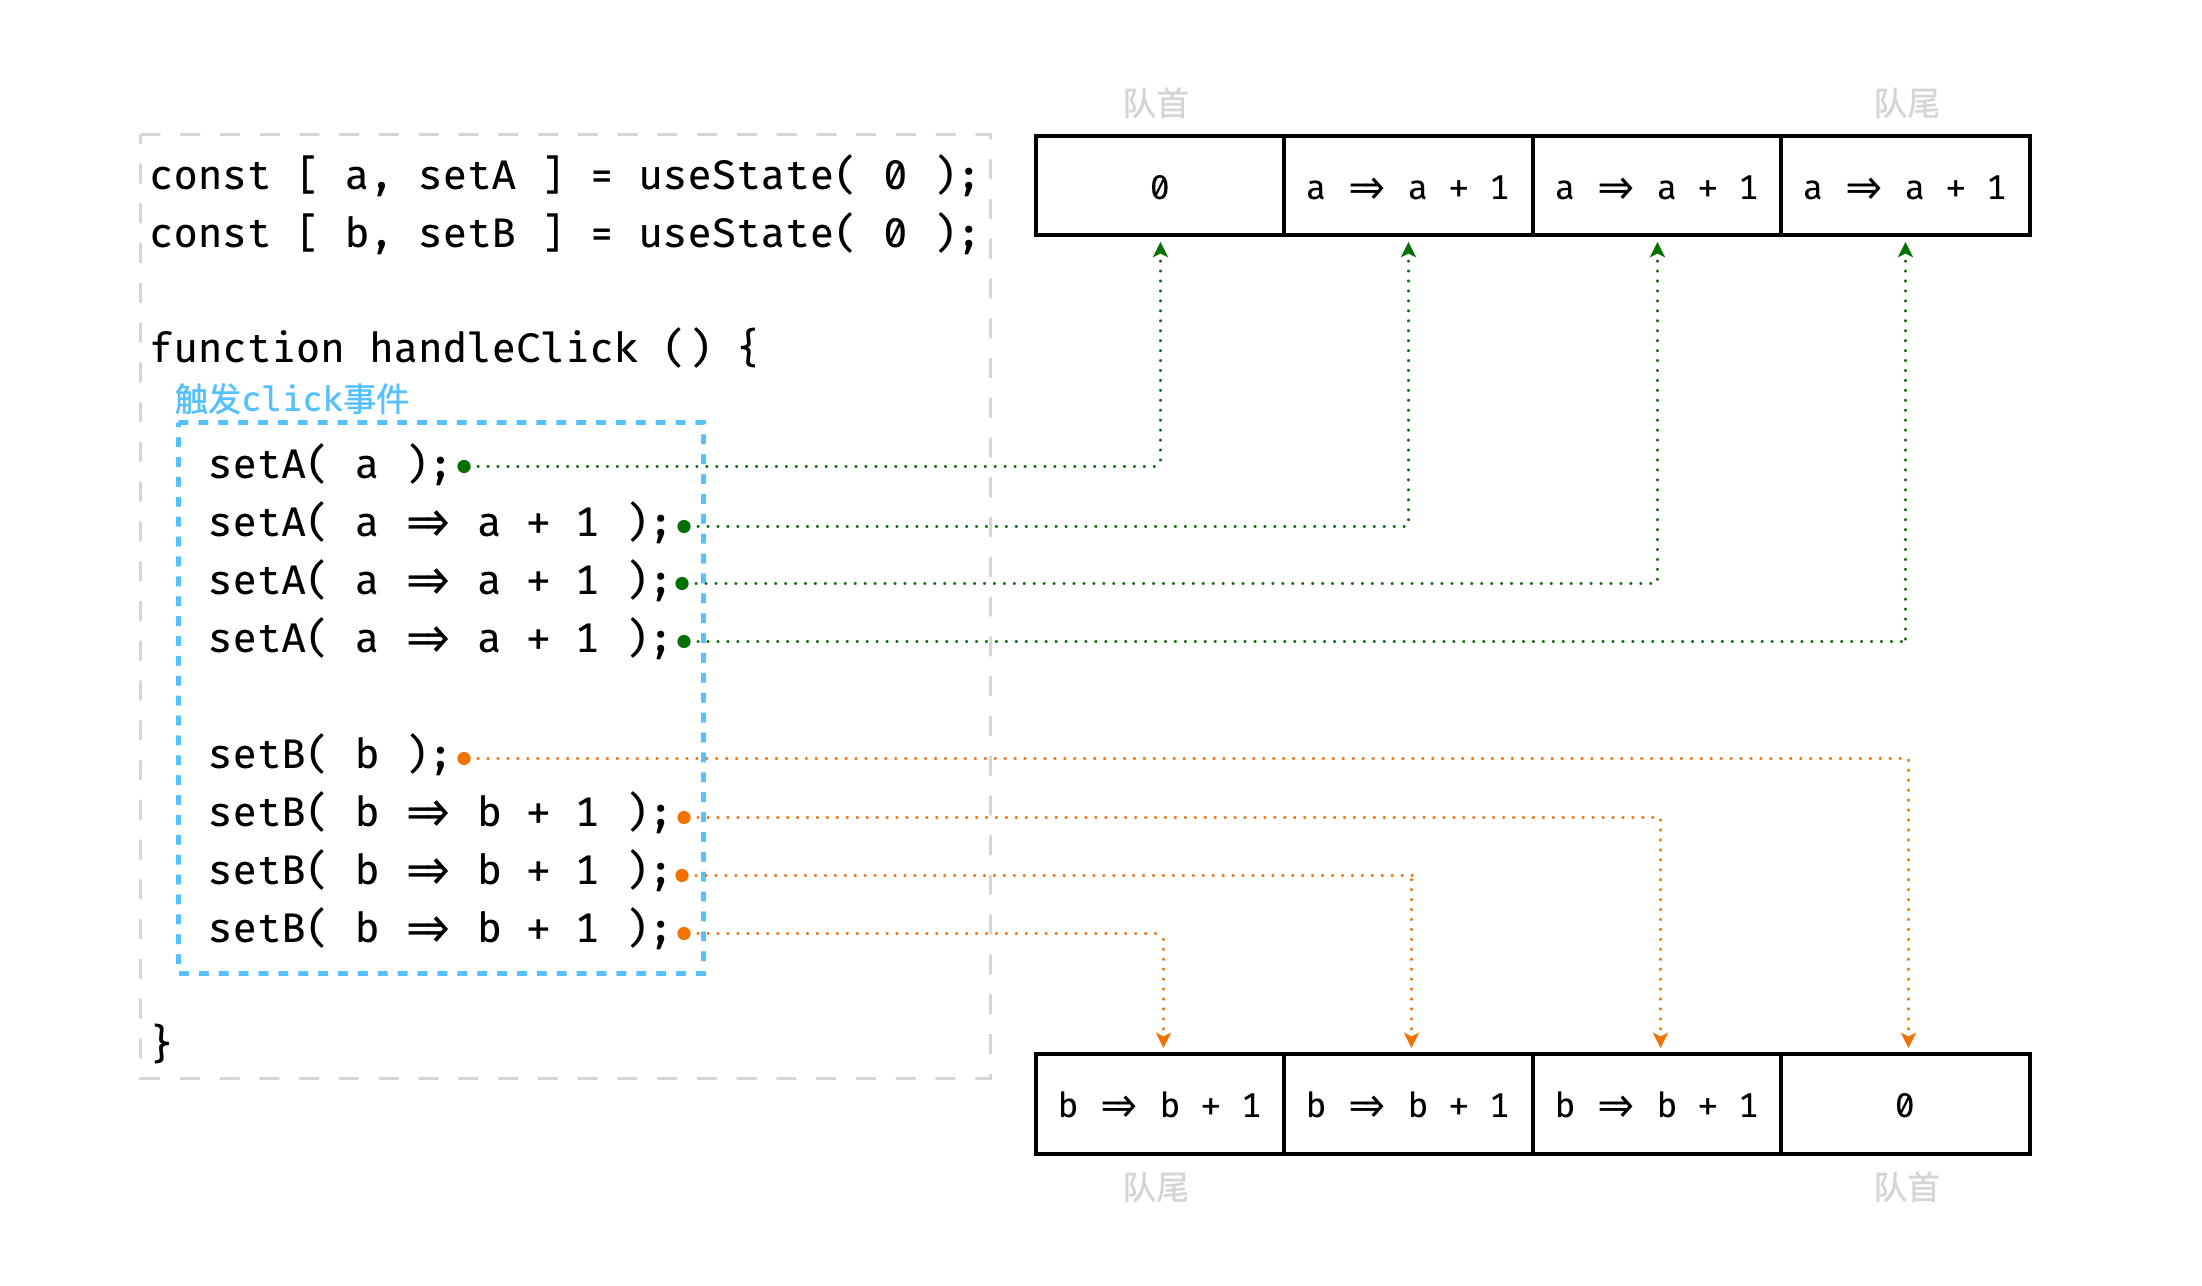 const [ a, setA ] = useState( 0 );
const [ b, setB ] = useState( 0 );
function handleClick () {
触发click事件
setA( a );
setA( a => a + 1 );
setA( a => a + 1 );
setA( a => a + 1 );
setB( b );
setB( b => b + 1 );
setB( b => b + 1 );
setB( b => b + 1 );
}
队首 队尾
0 a => a + 1 a => a + 1 a => a + 1
b => b + 1 b => b + 1 b => b + 1 0
队尾 队首